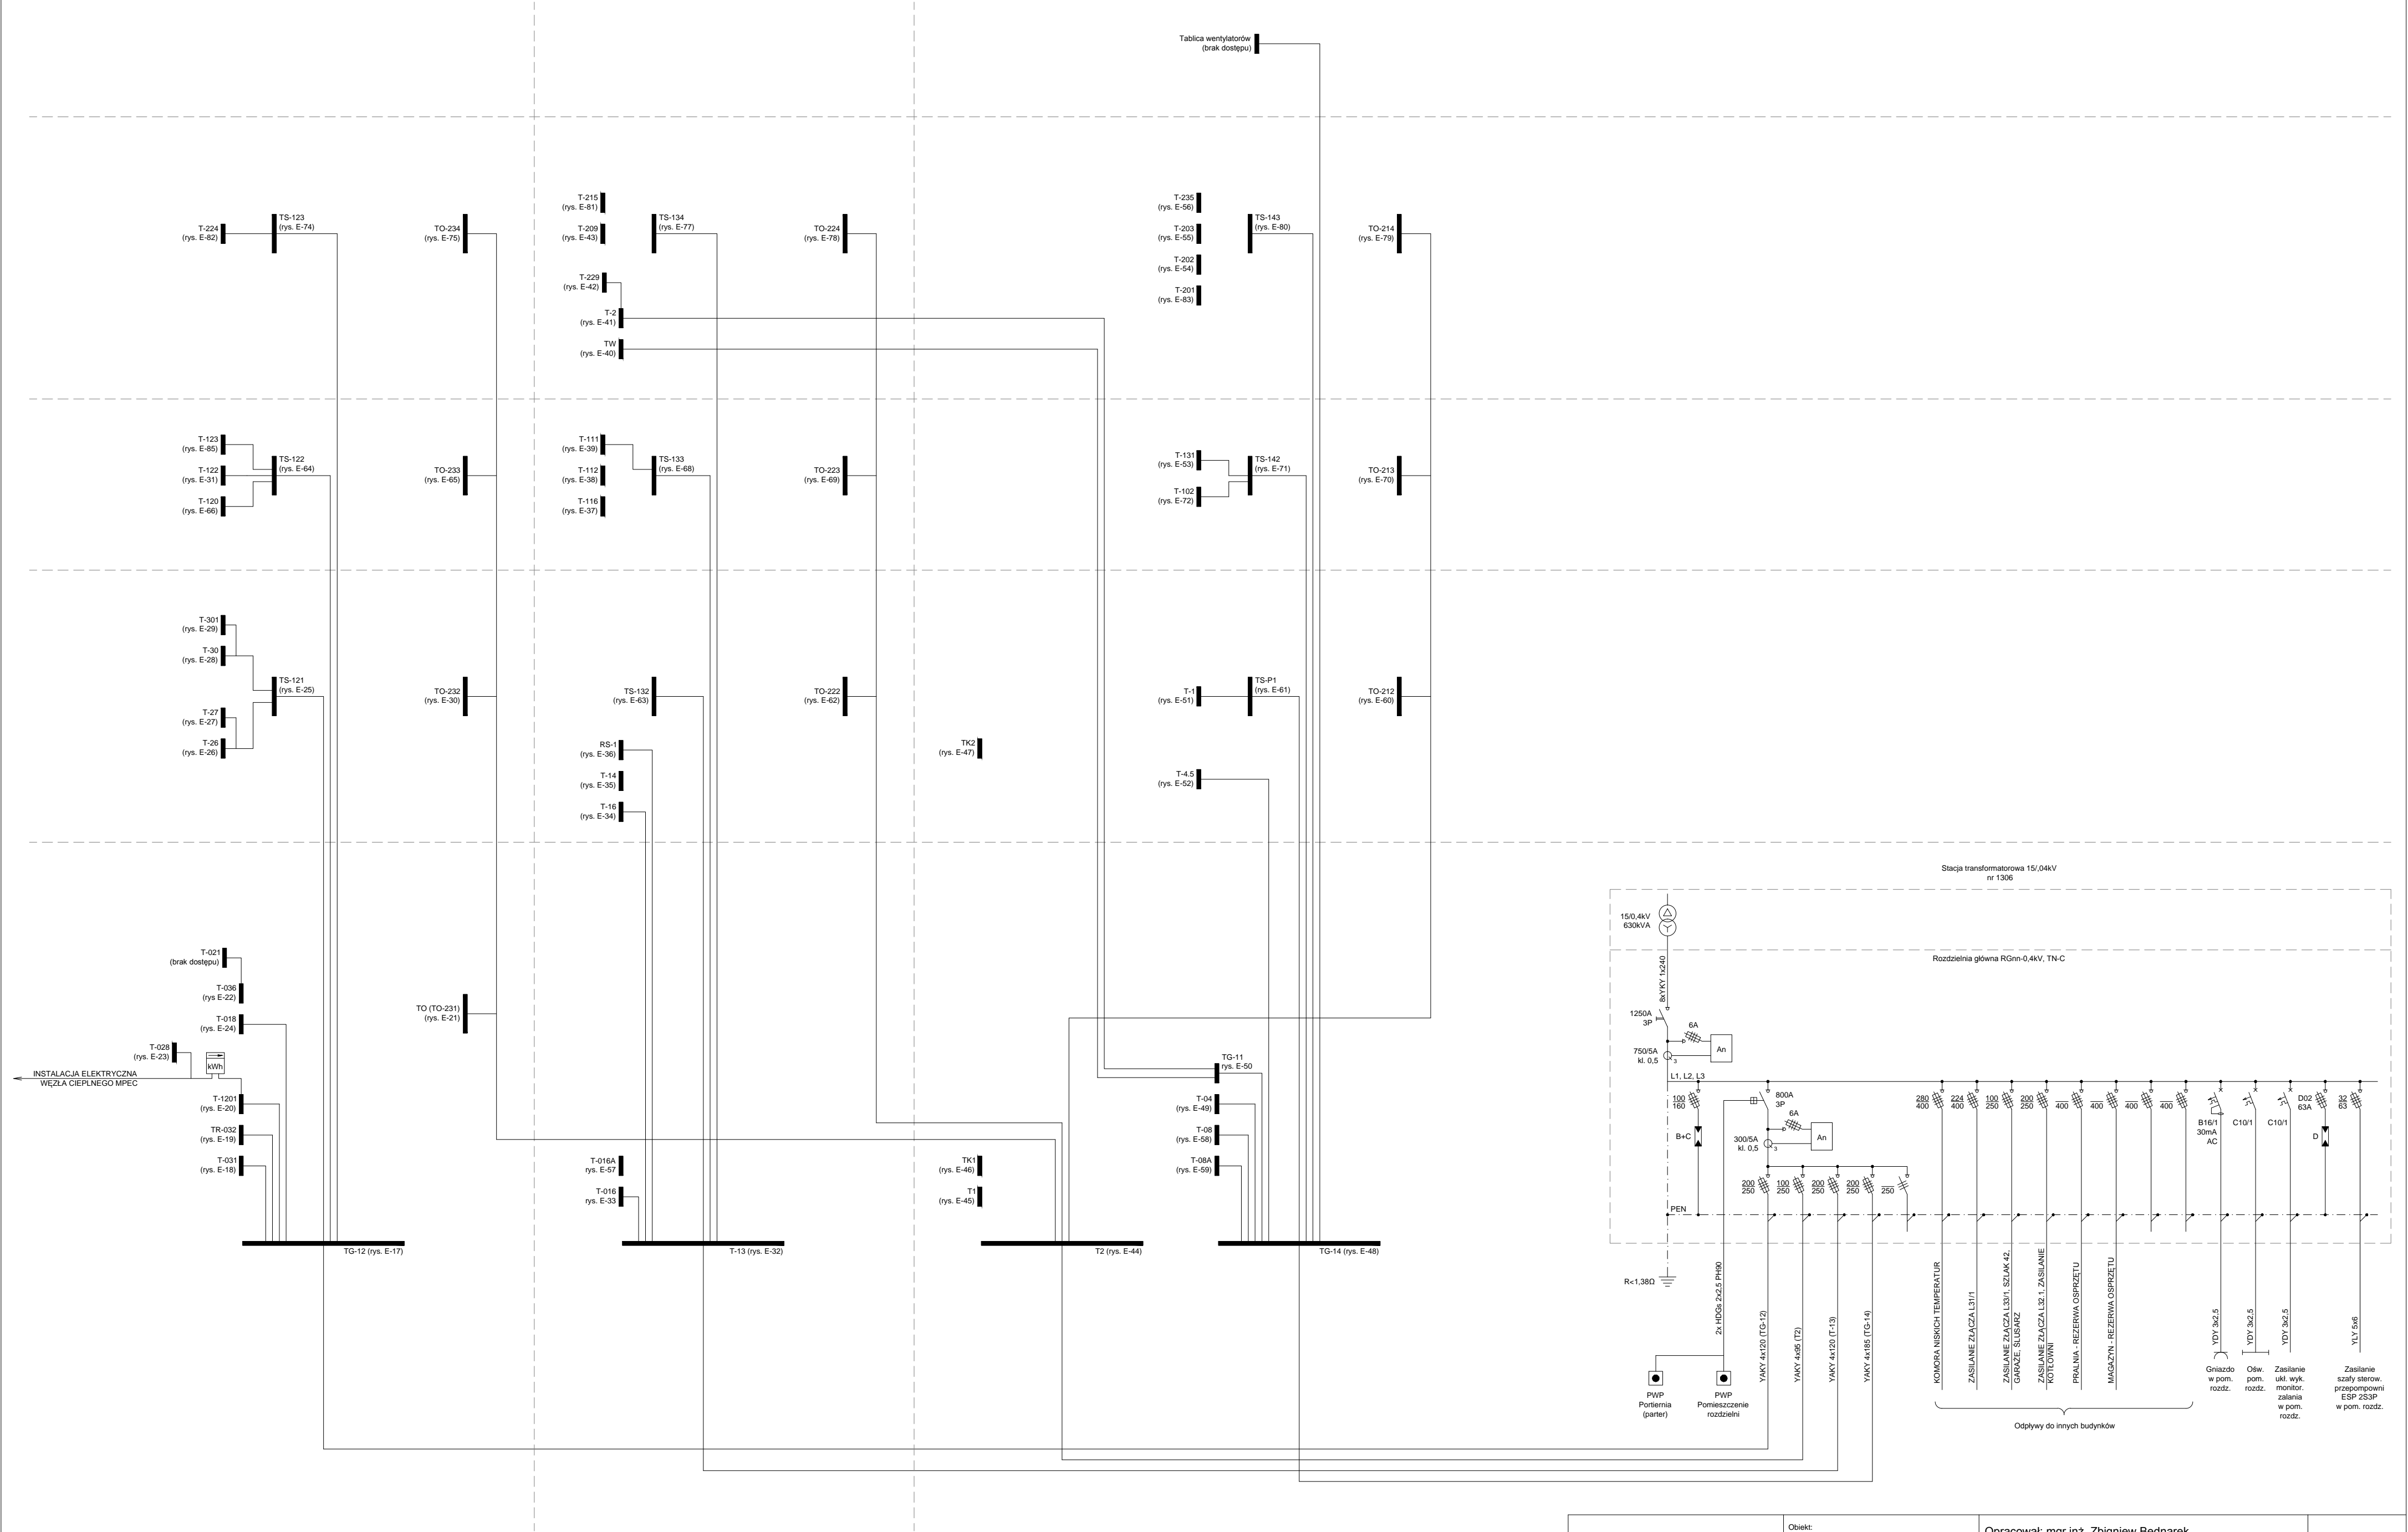 Tablica wentylatorów
(brak dostępu)
T-215
(rys. E-81)
T-235
(rys. E-56)
T-224
(rys. E-82)
TS-123
(rys. E-74)
TO-234
(rys. E-75)
T-209
(rys. E-43)
TS-134
(rys. E-77)
TO-224
(rys. E-78)
T-203
(rys. E-55)
TS-143
(rys. E-80)
TO-214
(rys. E-79)
T-202
(rys. E-54)
T-229
(rys. E-42)
T-201
(rys. E-83)
T-2
(rys. E-41)
TW
(rys. E-40)
T-123
(rys. E-85)
T-122
(rys. E-31)
T-120
(rys. E-66)
TS-122
(rys. E-64)
TO-233
(rys. E-65)
T-111
(rys. E-39)
T-112
(rys. E-38)
T-116
(rys. E-37)
TS-133
(rys. E-68)
TO-223
(rys. E-69)
T-131
(rys. E-53)
T-102
(rys. E-72)
TS-142
(rys. E-71)
TO-213
(rys. E-70)
T-301
(rys. E-29)
T-30
(rys. E-28)
TS-121
(rys. E-25)
T-27
(rys. E-27)
T-26
(rys. E-26)
TO-232
(rys. E-30)
TS-132
(rys. E-63)
RS-1
(rys. E-36)
T-14
(rys. E-35)
T-16
(rys. E-34)
TO-222
(rys. E-62)
TK2
(rys. E-47)
T-1
(rys. E-51)
TS-P1
(rys. E-61)
TO-212
(rys. E-60)
T-4.5
(rys. E-52)
T-021
(brak dostępu)
T-036
(rys E-22)
T-018
(rys. E-24)
T-028
(rys. E-23)
kWh
INSTALACJA ELEKTRYCZNA
WĘZŁA CIEPLNEGO MPEC
T-1201
(rys. E-20)
TR-032
(rys. E-19)
T-031
(rys. E-18)
TO (TO-231)
(rys. E-21)
T-016A
rys. E-57
T-016
rys. E-33
TK1
(rys. E-46)
T1
(rys. E-45)
TG-11
rys. E-50
T-04
(rys. E-49)
T-08
(rys. E-58)
T-08A
(rys. E-59)
TG-12 (rys. E-17)
T-13 (rys. E-32)
T2 (rys. E-44)
TG-14 (rys. E-48)
Stacja transformatorowa 15/,04kV
nr 1306
15/0,4kV
630kVA
Rozdzielnia główna RGnn-0,4kV, TN-C
8xYKY 1x240
1250A
3P
6A
An
750/5A
kl. 0,5
3
L1, L2, L3
100
160
B+C
800A
3P
6A
An
300/5A
kl. 0,5
3
200
250
100
250
200
250
200
250
250
280
400
224
400
100
250
200
250
400
400
400
400
B16/1
30mA
AC
C10/1
C10/1
D02
63A
D
32
63
PEN
R<1,38Ω
2x HDGs 2x2,5 PH90
YAKY 4x120 (TG-12)
YAKY 4x95 (T2)
YAKY 4x120 (T-13)
YAKY 4x185 (TG-14)
KOMORA NISKICH TEMPERATUR
ZASILANIE ZŁĄCZA L31/1
ZASILANIE ZŁĄCZA L33/1, SZLAK 42,
GARAŻE, ŚLUSARZ
ZASILANIE ZŁĄCZA L32.1, ZASILANIE
KOTŁOWNI
PRALNIA - REZERWA OSPRZĘTU
MAGAZYN - REZERWA OSPRZĘTU
YDY 3x2,5
YDY 3x2,5
YDY 3x2,5
YLY 5x6
PWP
Portiernia
(parter)
PWP
Pomieszczenie
rozdzielni
Odpływy do innych budynków
Gniazdo
w pom.
rozdz.
Ośw.
pom.
rozdz.
Zasilanie
ukł. wyk.
monitor.
zalania
w pom.
rozdz.
Zasilanie
szafy sterow.
przepompowni
ESP 2S3P
w pom. rozdz.
Obiekt:
Opracował: mgr inż. Zbigniew Bednarek